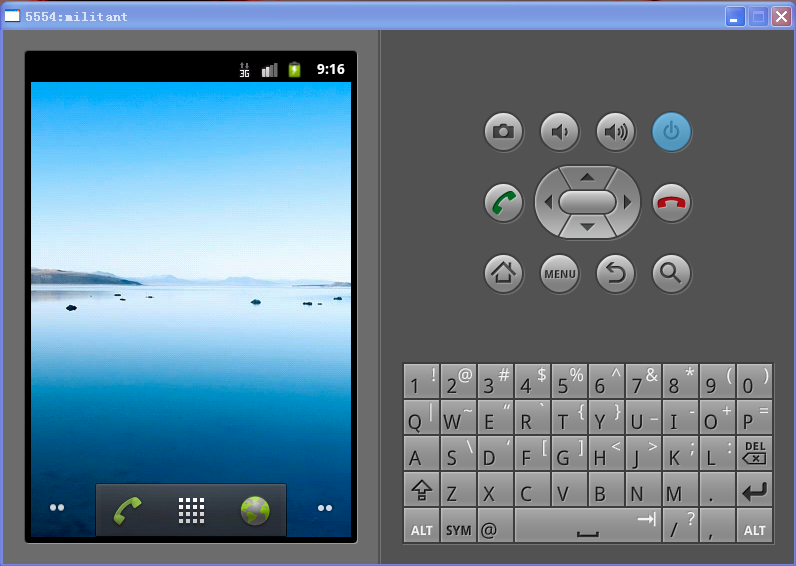 5554:militant
3G 9:16
MENU
1 ! 2 @ 3 # 4 $ 5 % 6 ^ 7 & 8 * 9 ( 0 )
Q | W ~ E “ R ` T { Y } U _ I - O + P =
A S \ D ‘ F [ G ] H < J > K ; L : DEL
Z X C V B N M .
ALT SYM @ / ? , ALT